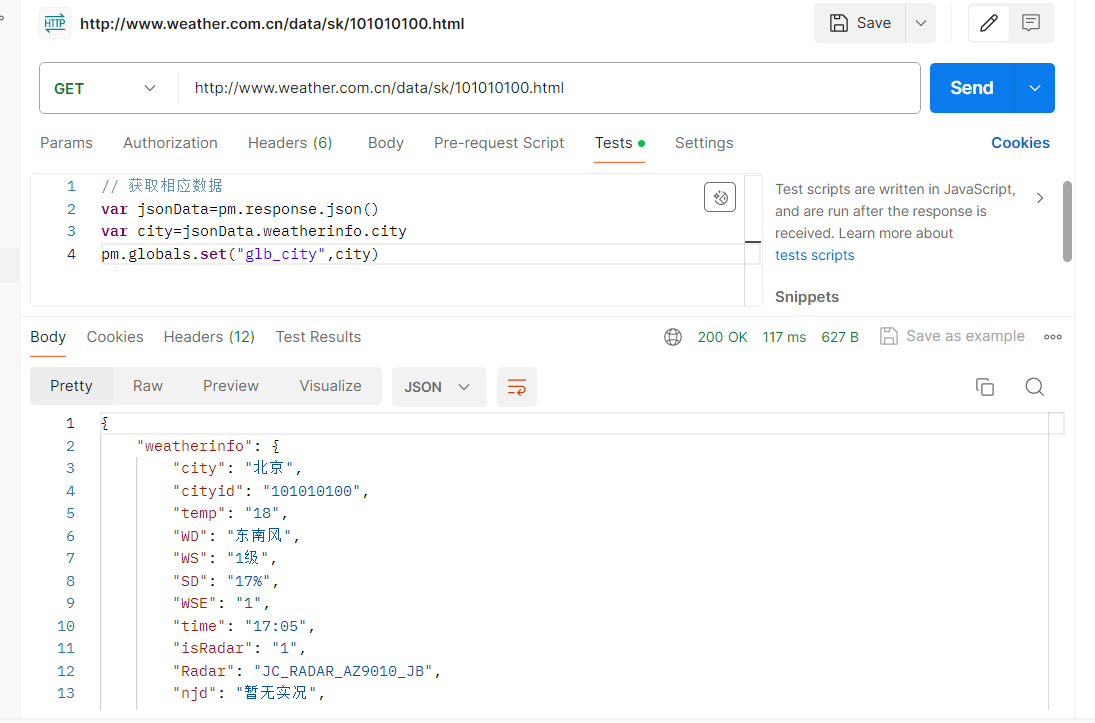 HTTP http://www.weather.com.cn/data/sk/101010100.html Save
GET http://www.weather.com.cn/data/sk/101010100.html Send
Params Authorization Headers (6) Body Pre-request Script Tests Settings Cookies
1 // 获取相应数据
2 var jsonData=pm.response.json()
3 var city=jsonData.weatherinfo.city
4 pm.globals.set("glb_city",city)
Test scripts are written in JavaScript,
and are run after the response is
received. Learn more about
tests scripts
Snippets
Body Cookies Headers (12) Test Results 200 OK 117 ms 627 B Save as example
Pretty Raw Preview Visualize JSON
1 {
2 "weatherinfo": {
3 "city": "北京",
4 "cityid": "101010100",
5 "temp": "18",
6 "WD": "东南风",
7 "WS": "1级",
8 "SD": "17%",
9 "WSE": "1",
10 "time": "17:05",
11 "isRadar": "1",
12 "Radar": "JC_RADAR_AZ9010_JB",
13 "njd": "暂无实况",